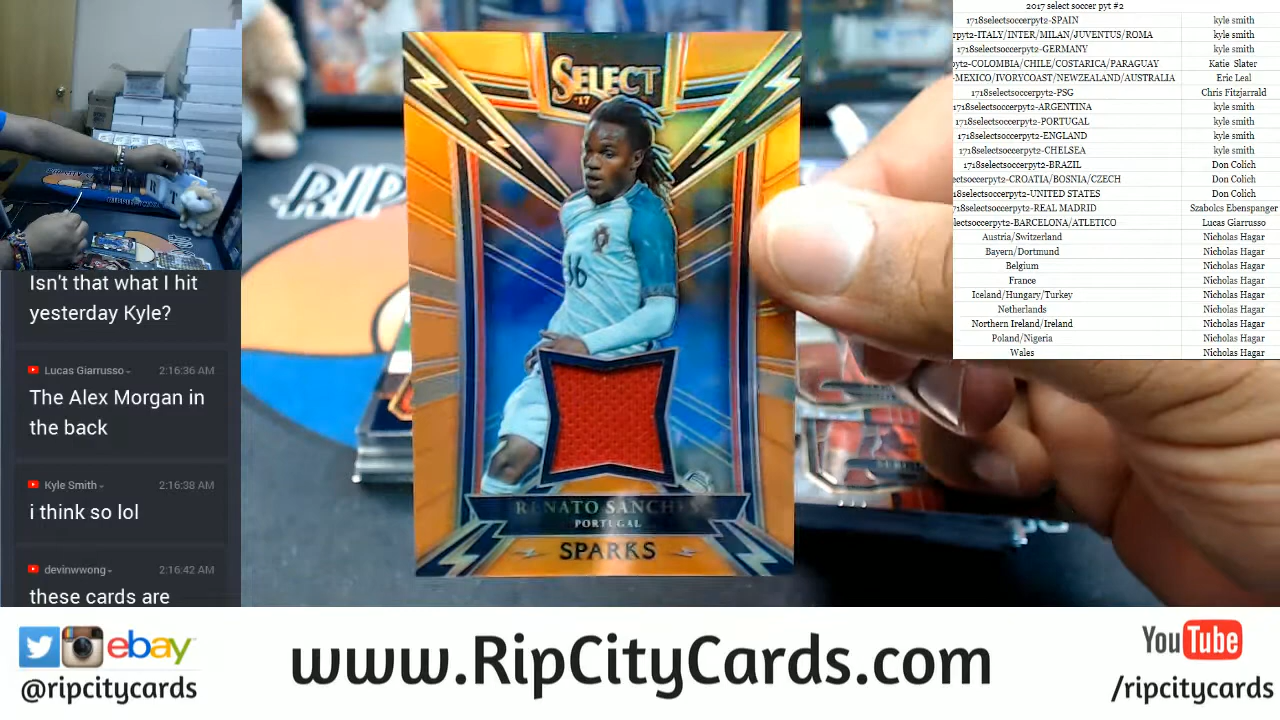 2017 select soccer pyt #2
1718selectsoccerpyt2-SPAIN kyle smith
rpyt2-ITALY/INTER/MILAN/JUVENTUS/ROMA kyle smith
1718selectsoccerpyt2-GERMANY kyle smith
pyt2-COLOMBIA/CHILE/COSTARICA/PARAGUAY Katie Slater
-MEXICO/IVORYCOAST/NEWZEALAND/AUSTRALIA Eric Leal
1718selectsoccerpyt2-PSG Chris Fitzjarrald
1718selectsoccerpyt2-ARGENTINA kyle smith
1718selectsoccerpyt2-PORTUGAL kyle smith
1718selectsoccerpyt2-ENGLAND kyle smith
1718selectsoccerpyt2-CHELSEA kyle smith
1718selectsoccerpyt2-BRAZIL Don Colich
ectsoccerpyt2-CROATIA/BOSNIA/CZECH Don Colich
18selectsoccerpyt2-UNITED STATES Don Colich
718selectsoccerpyt2-REAL MADRID Szabolcs Ebenspanger
electsoccerpyt2-BARCELONA/ATLETICO Lucas Giarrusso
Austria/Switzerland Nicholas Hagar
Bayern/Dortmund Nicholas Hagar
Belgium Nicholas Hagar
France Nicholas Hagar
Iceland/Hungary/Turkey Nicholas Hagar
Netherlands Nicholas Hagar
Northern Ireland/Ireland Nicholas Hagar
Poland/Nigeria Nicholas Hagar
Wales Nicholas Hagar
SELECT
'17
RIP
16
RENATO SANCHES
PORTUGAL
SPARKS
Isn't that what I hit
yesterday Kyle?
Lucas Giarrusso 2:16:36 AM
The Alex Morgan in
the back
Kyle Smith 2:16:38 AM
i think so lol
devinwwong 2:16:42 AM
these cards are
ebay
@ripcitycards
www.RipCityCards.com
YouTube
/ripcitycards